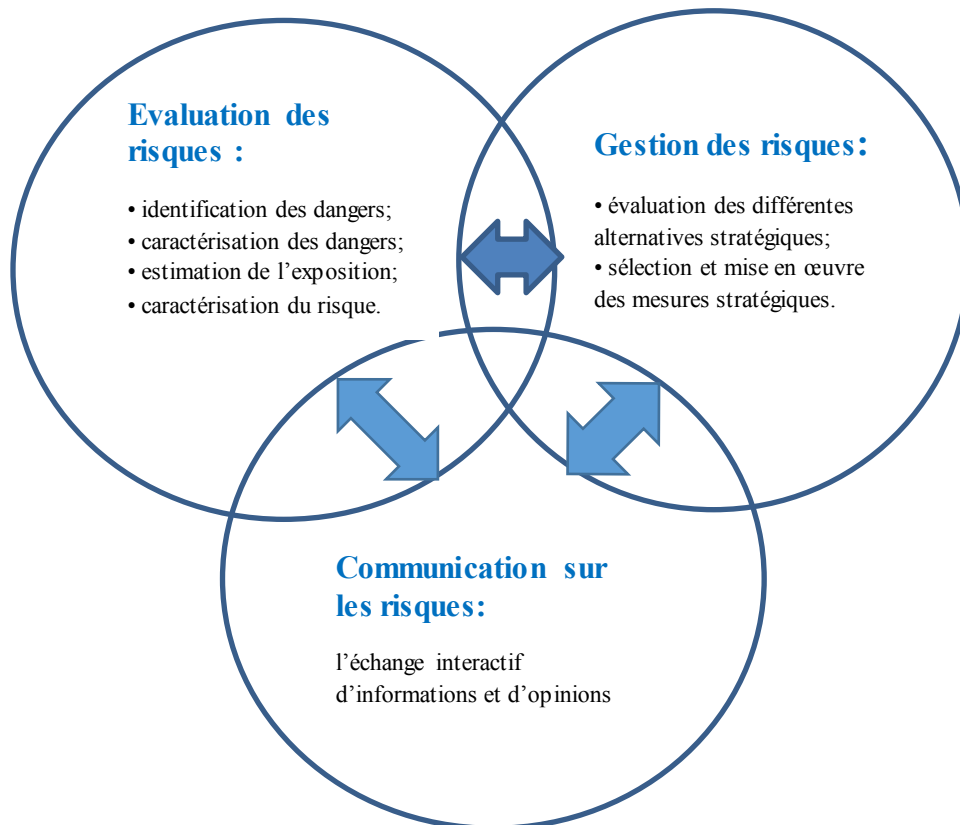 Evaluation des
risques :
• identification des dangers;
• caractérisation des dangers;
• estimation de l’exposition;
• caractérisation du risque.
Gestion des risques:
• évaluation des différentes
alternatives stratégiques;
• sélection et mise en œuvre
des mesures stratégiques.
Communication sur
les risques:
l’échange interactif
d’informations et d’opinions